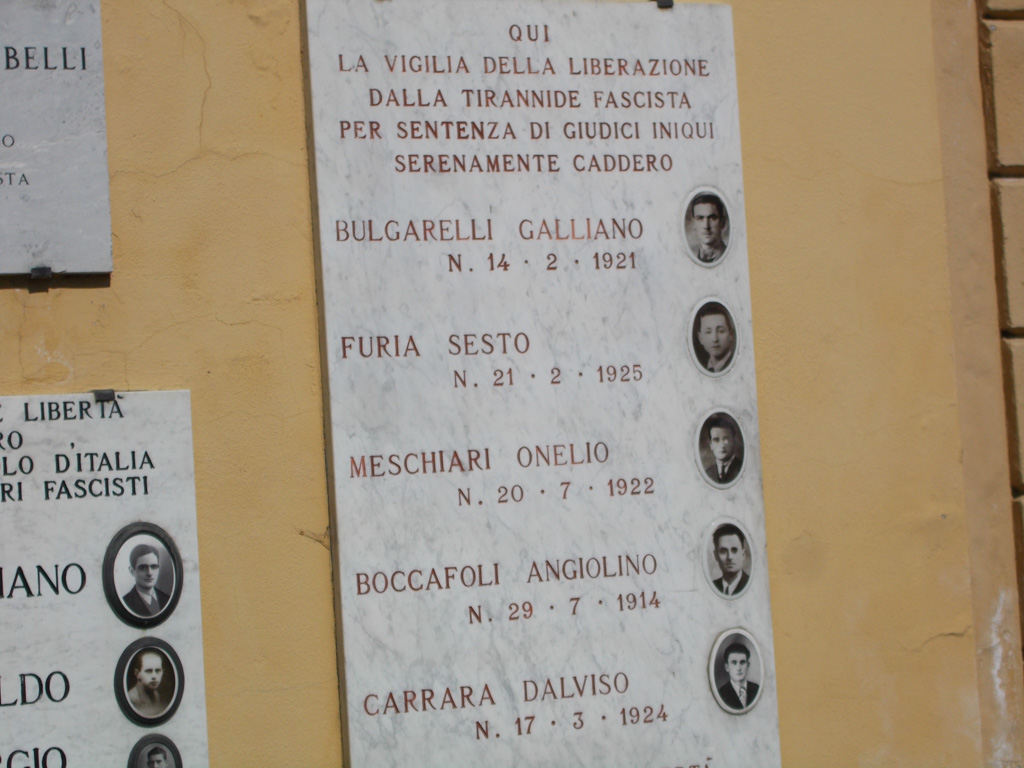 BELLI
QUI
LA VIGILIA DELLA LIBERAZIONE
DALLA TIRANNIDE FASCISTA
PER SENTENZA DI GIUDICI INIQUI
SERENAMENTE CADDERO
BULGARELLI GALLIANO
N. 14 · 2 · 1921
FURIA SESTO
N. 21 · 2 · 1925
MESCHIARI ONELIO
N. 20 · 7 · 1922
BOCCAFOLI ANGIOLINO
N. 29 · 7 · 1914
CARRARA DALVISO
N. 17 · 3 · 1924
E LIBERTÀ
RO
LO D'ITALIA
RI FASCISTI
IANO
LDO
RGIO